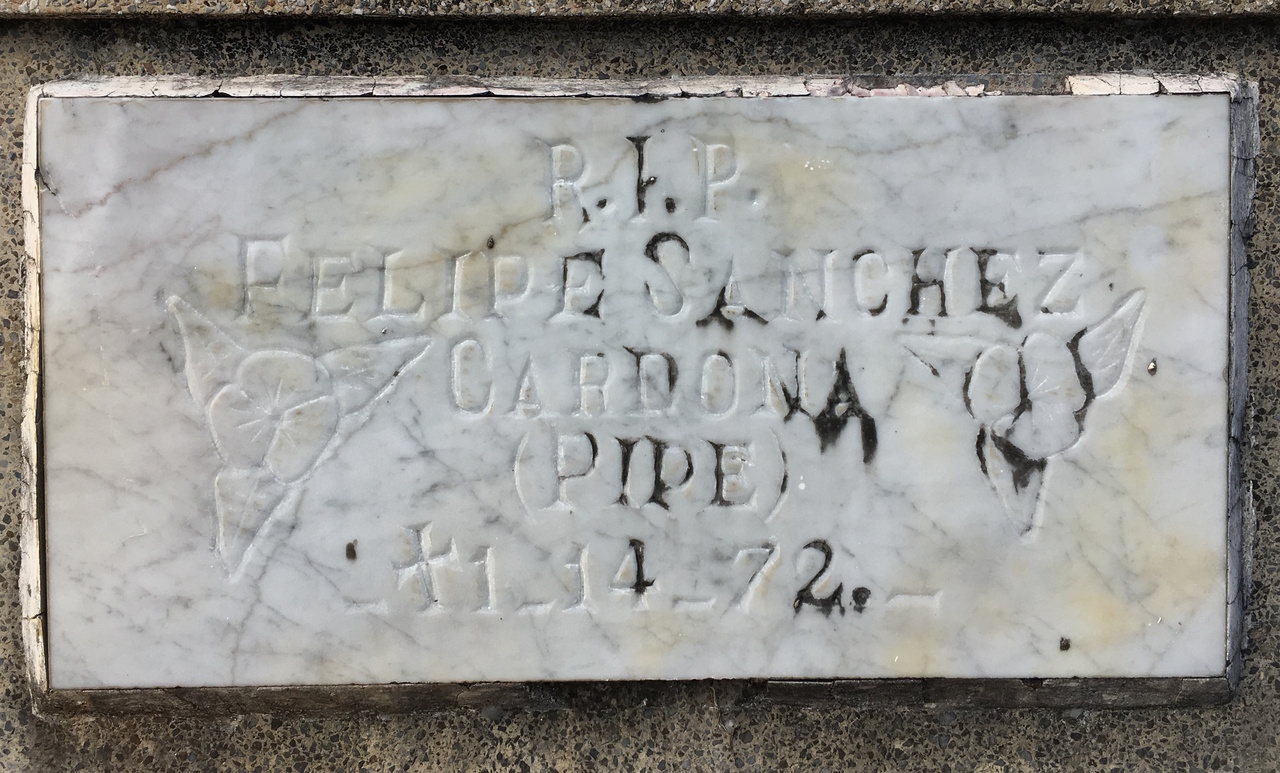 R.I.P.
FELIPE SANCHEZ
CARDONA
(PIPE)
- ✝1-14-72.-